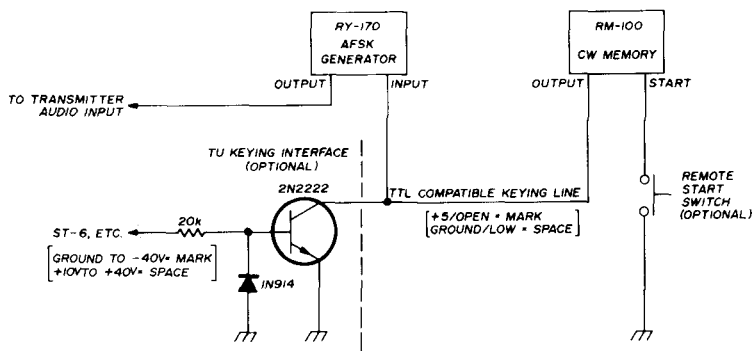 RY-170
AFSK
GENERATOR
RM-100
CW MEMORY
OUTPUT
INPUT
OUTPUT
START
TO TRANSMITTER
AUDIO INPUT
TU KEYING INTERFACE
(OPTIONAL)
2N2222
TTL COMPATIBLE KEYING LINE
+5/OPEN = MARK
GROUND/LOW = SPACE
REMOTE
START
SWITCH
(OPTIONAL)
20k
ST-6, ETC.
GROUND TO -40V= MARK
+10V TO +40V= SPACE
1N914